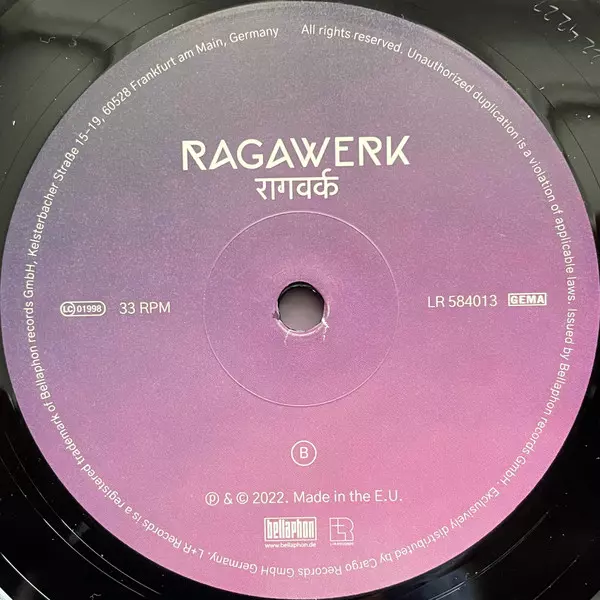 L+R Records is a registered trademark of Bellaphon records GmbH, Kelsterbacher Straße 15-19, 60528 Frankfurt am Main, Germany
All rights reserved. Unauthorized duplication is a violation of applicable laws. Issued by Bellaphon records GmbH. Exclusively distributed by Cargo Records GmbH Germany.
RAGAWERK
रागवर्क
LC 01998 33 RPM
LR 584013 GEMA
B
℗ & © 2022. Made in the E.U.
bellaphon
www.bellaphon.de
L+R